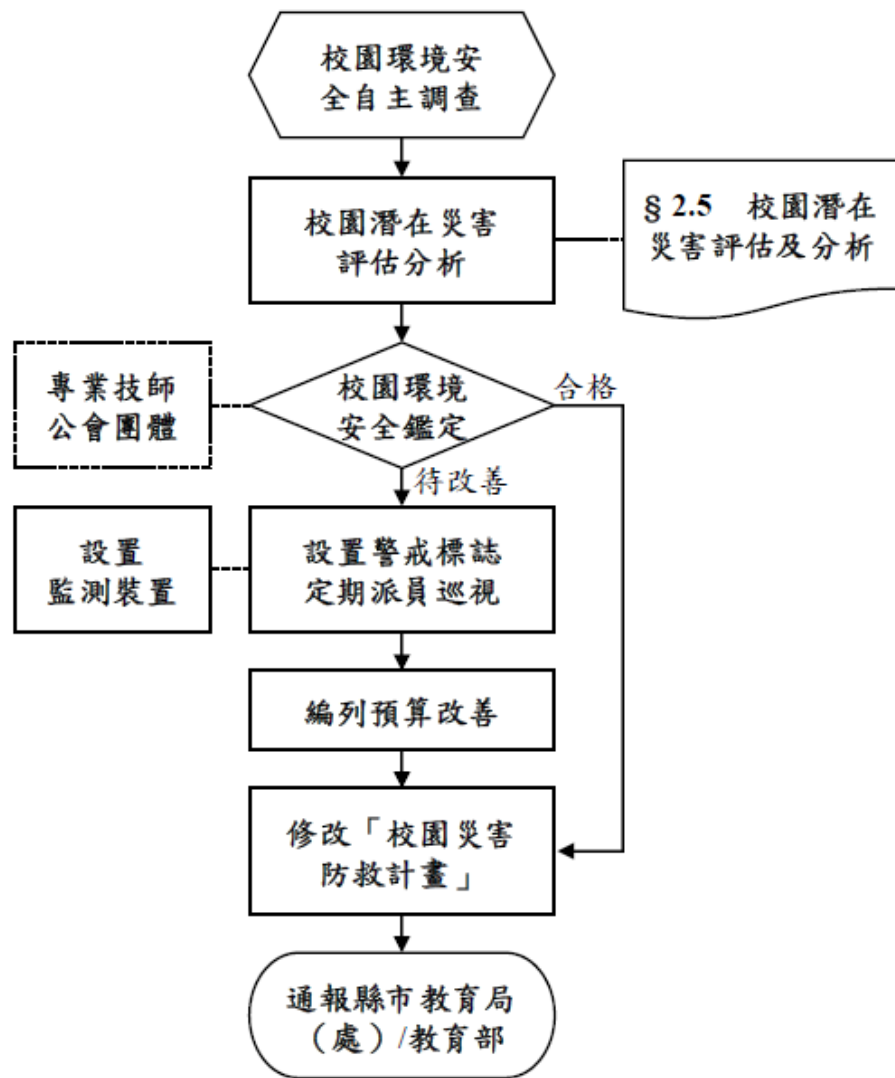 校園環境安
全自主調查
校園潛在災害
評估分析
§ 2.5 校園潛在
災害評估及分析
專業技師
公會團體
校園環境
安全鑑定
合格
待改善
設置
監測裝置
設置警戒標誌
定期派員巡視
編列預算改善
修改「校園災害
防救計畫」
通報縣市教育局
（處）/教育部